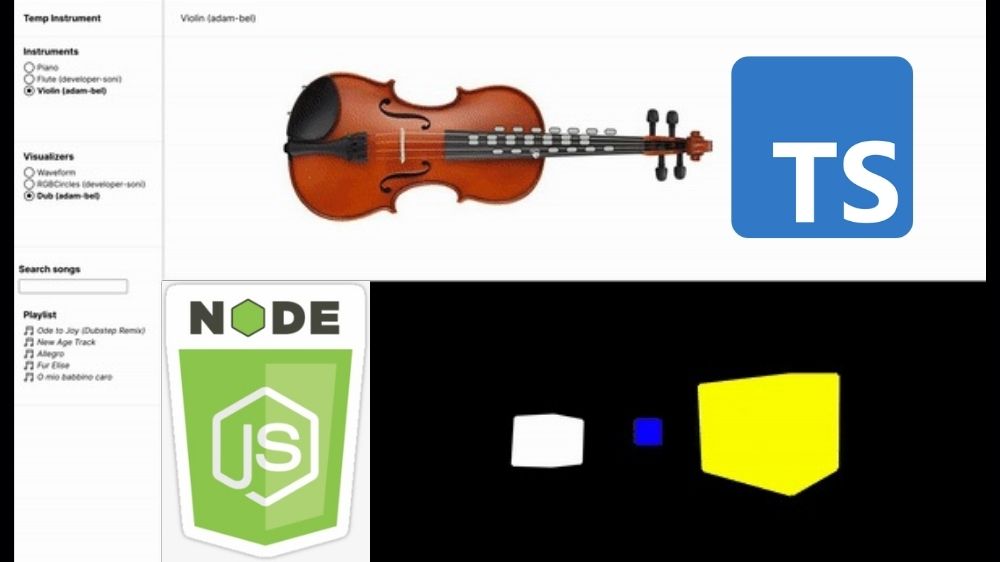 Temp Instrument
Violin (adam-bel)
Instruments
Piano
Flute (developer-soni)
Violin (adam-bel)
Visualizers
Waveform
RGBCircles (developer-soni)
Dub (adam-bel)
Search songs
Playlist
Ode to Joy (Dubstep Remix)
New Age Track
Allegro
Fur Elise
O mio babbino caro
TS
NODE
JS